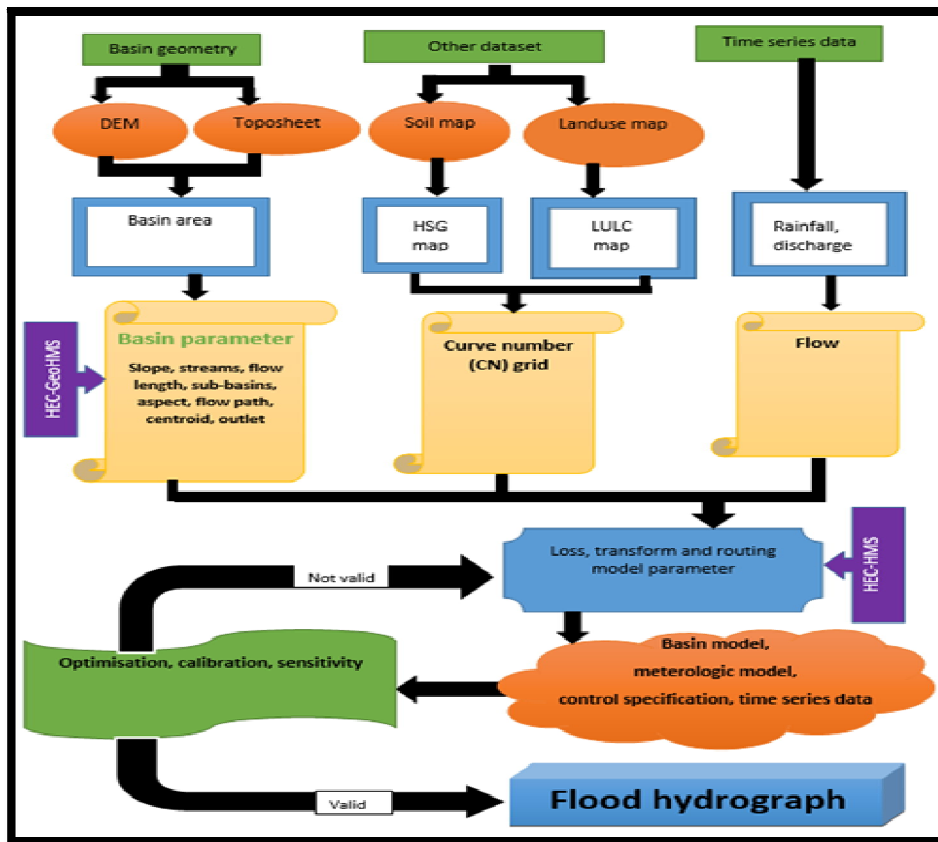 Basin geometry
Other dataset
Time series data
DEM
Toposheet
Soil map
Landuse map
Basin area
HSG
map
LULC
map
Rainfall,
discharge
HEC-GeoHMS
Basin parameter
Slope, streams, flow
length, sub-basins,
aspect, flow path,
centroid, outlet
Curve number
(CN) grid
Flow
Loss, transform and routing
model parameter
HEC-HMS
Not valid
Optimisation, calibration, sensitivity
Basin model,
meterologic model,
control specification, time series data
Valid
Flood hydrograph